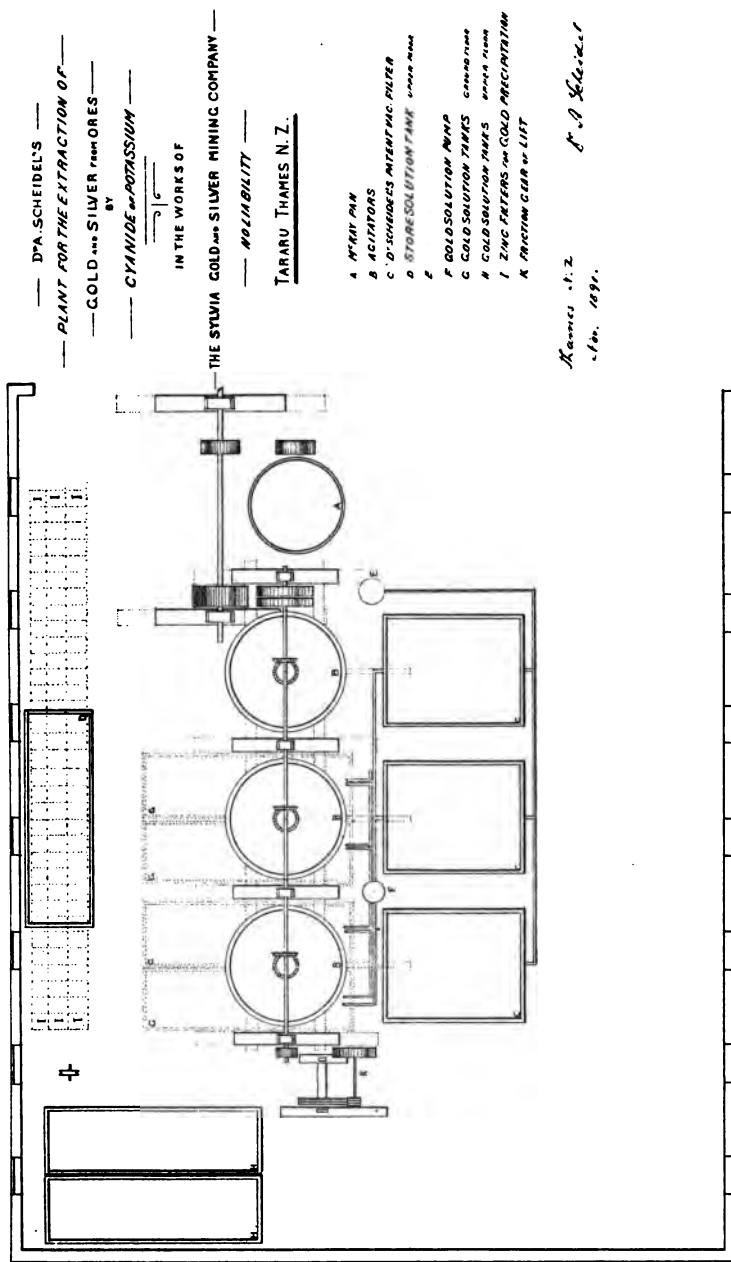 Dr A. SCHEIDEL'S
PLANT FOR THE EXTRACTION OF
GOLD AND SILVER FROM ORES
BY
CYANIDE OF POTASSIUM
IN THE WORKS OF
THE SYLVIA GOLD AND SILVER MINING COMPANY
NO LIABILITY
TARARU THAMES N.Z.
A McKAY PAN
B AGITATORS
C Dr SCHEIDEL'S PATENT VAC. FILTER
D STORE SOLUTION TANK UPPER FLOOR
E
F GOLD SOLUTION PUMP
G GOLD SOLUTION TANKS GROUND FLOOR
H GOLD SOLUTION TANKS UPPER FLOOR
I ZINC FILTERS FOR GOLD PRECIPITATION
K FRICTION GEAR OF LIFT
Thames N.Z
Nov. 1891.
Dr A Scheidel
I
I
I
A
E
B
D
G
G
B
F
G
G
B
C
I
I
I
K
H
H